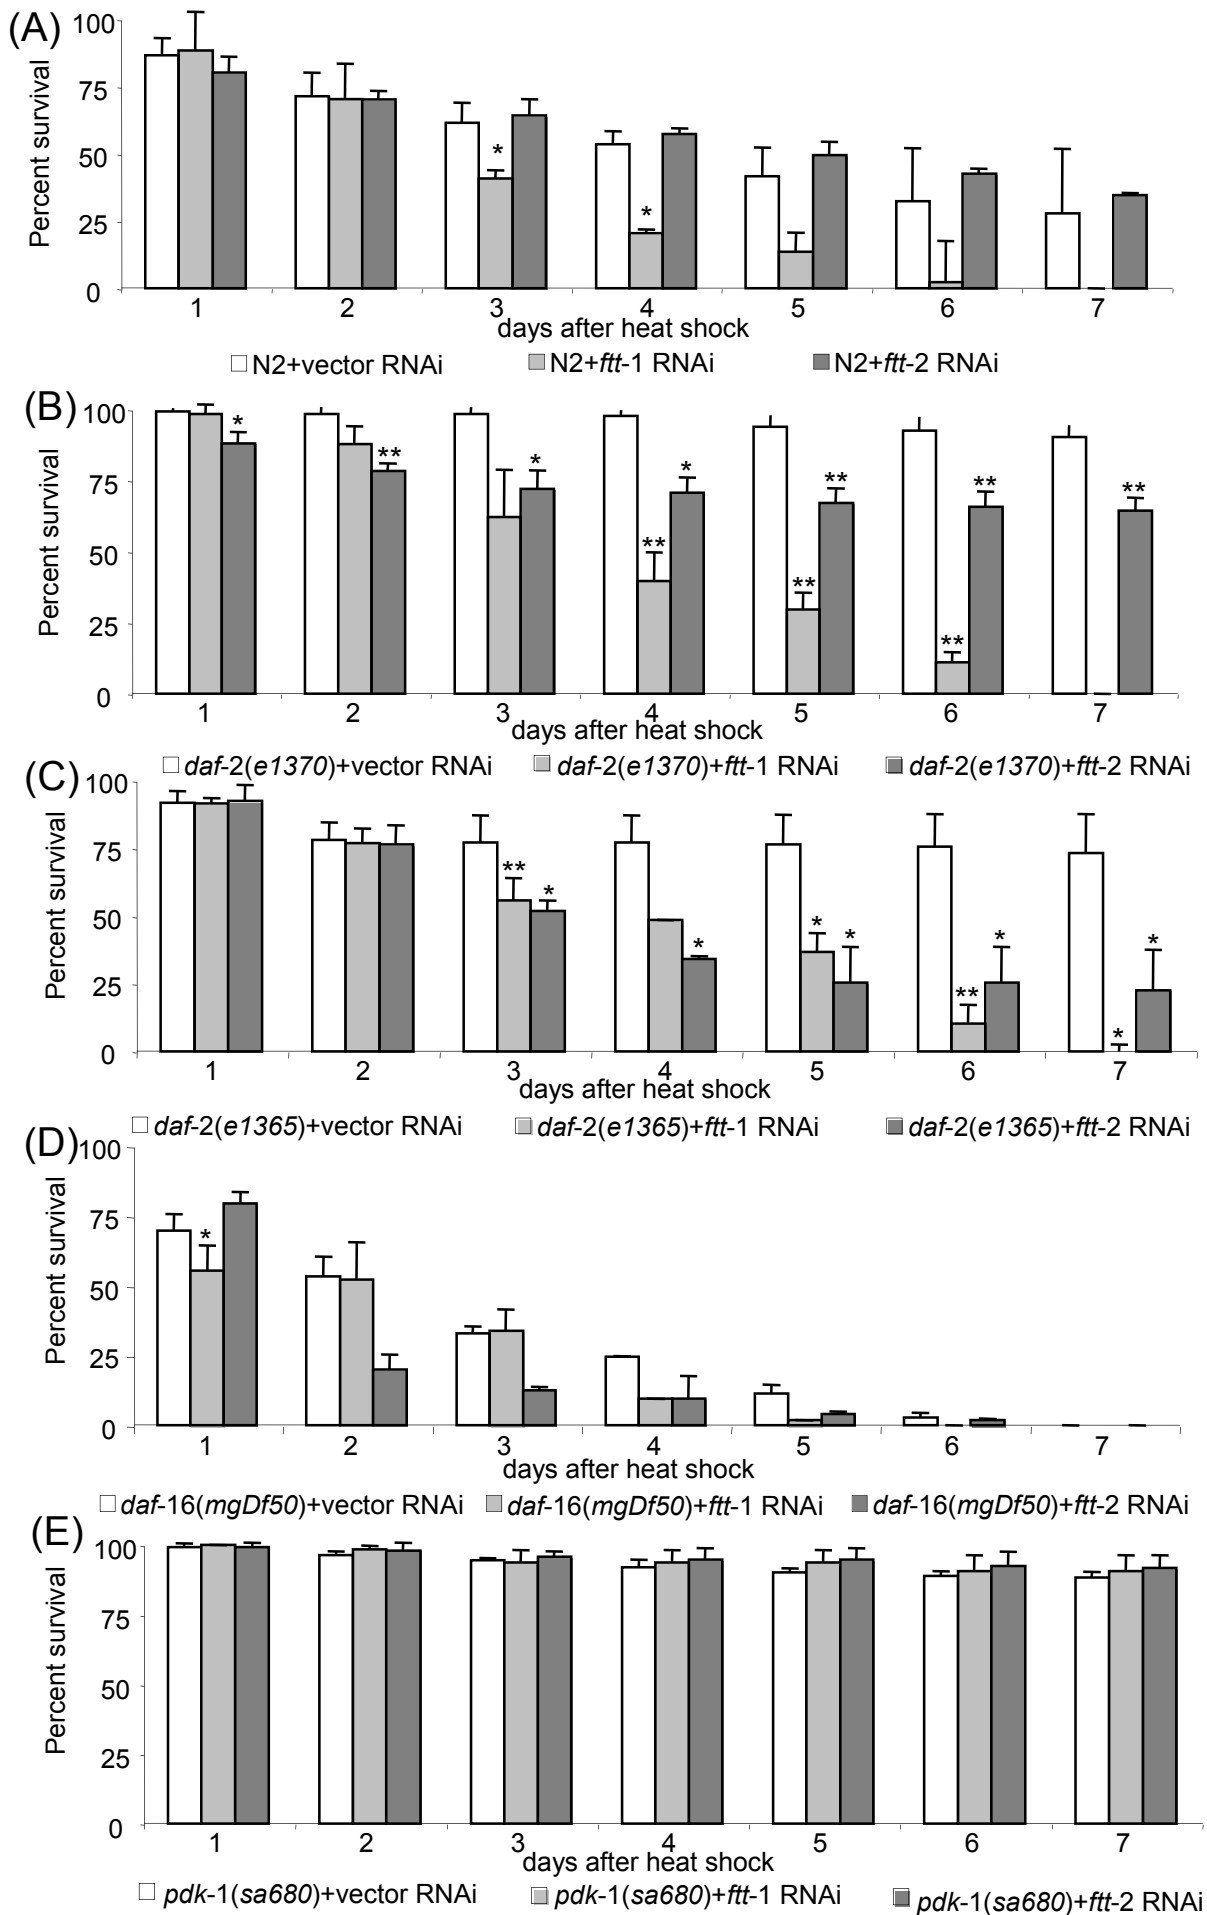 (A)
Percent survival
100
75
50
25
0
*
*
1 2 3 4 5 6 7
days after heat shock
N2+vector RNAi N2+ftt-1 RNAi N2+ftt-2 RNAi
(B)
Percent survival
100
75
50
25
0
* ** * ** * ** ** ** ** **
1 2 3 4 5 6 7
days after heat shock
daf-2(e1370)+vector RNAi daf-2(e1370)+ftt-1 RNAi daf-2(e1370)+ftt-2 RNAi
(C)
Percent survival
100
75
50
25
0
** * * * * ** * * *
1 2 3 4 5 6 7
days after heat shock
daf-2(e1365)+vector RNAi daf-2(e1365)+ftt-1 RNAi daf-2(e1365)+ftt-2 RNAi
(D)
Percent survival
100
75
50
25
0
*
1 2 3 4 5 6 7
days after heat shock
daf-16(mgDf50)+vector RNAi daf-16(mgDf50)+ftt-1 RNAi daf-16(mgDf50)+ftt-2 RNAi
(E)
Percent survival
100
75
50
25
0
1 2 3 4 5 6 7
days after heat shock
pdk-1(sa680)+vector RNAi pdk-1(sa680)+ftt-1 RNAi pdk-1(sa680)+ftt-2 RNAi